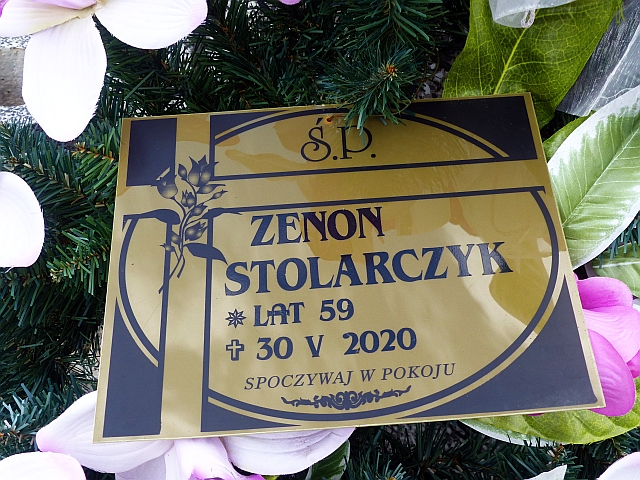 Ś.P.
ZENON
STOLARCZYK
LAT 59
30 V 2020
SPOCZYWAJ W POKOJU